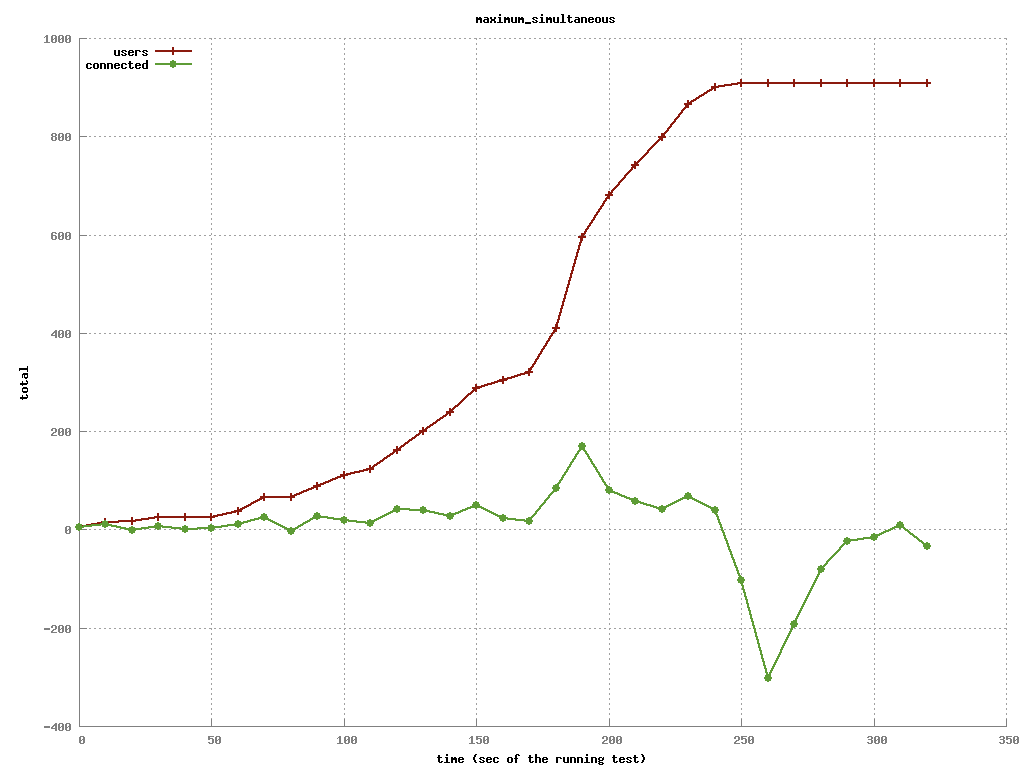 maximum_simultaneous
1000
users
connected
800
600
400
total
200
0
-200
-400
0 50 100 150 200 250 300 350
time (sec of the running test)